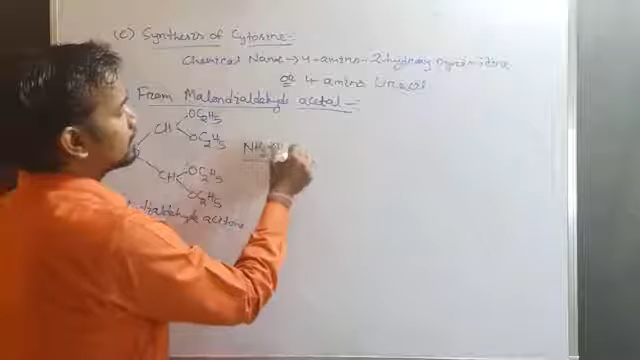 (c) Synthesis of Cytosine:-
Chemical Name → 4-amino-2-hydroxy pyrimidine
or 4 amino Uracil
From Malondialdehyde acetal -:
OC2H5
CH
OC2H5
NH2
OC2H5
CH
OC2H5